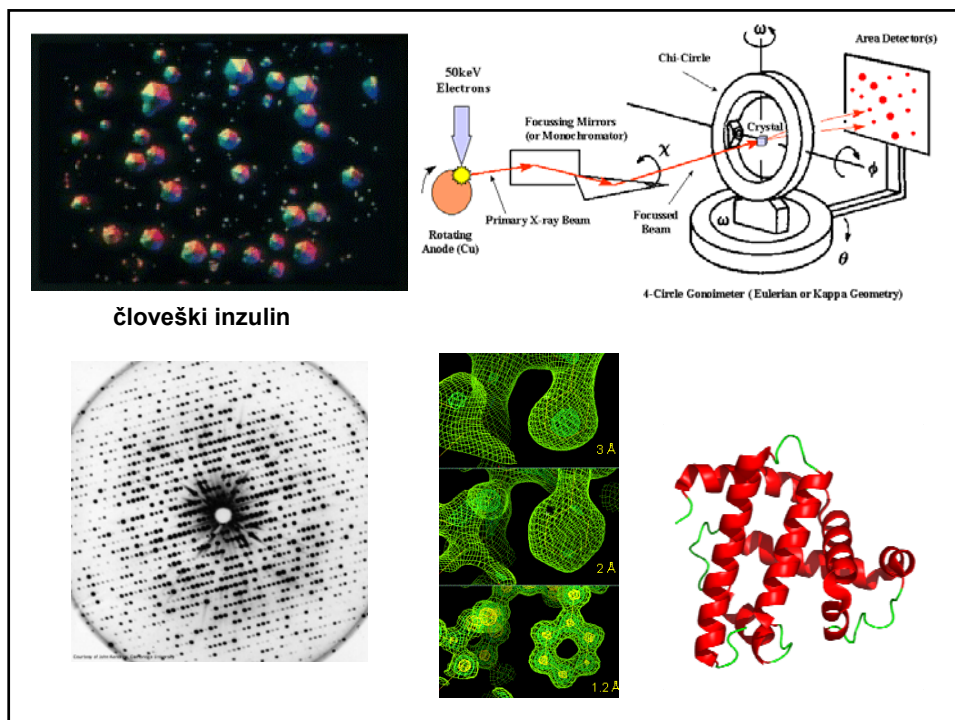 50keV
Electrons
Focussing Mirrors
(or Monochromator)
Chi-Circle
ω
Area Detector(s)
Crystal
χ
ϕ
Primary X-ray Beam
Focussed
Beam
ω
θ
Rotating
Anode (Cu)
4-Circle Gonoimeter (Eulerian or Kappa Geometry)
človeški inzulin
3 Å
2 Å
1.2 Å